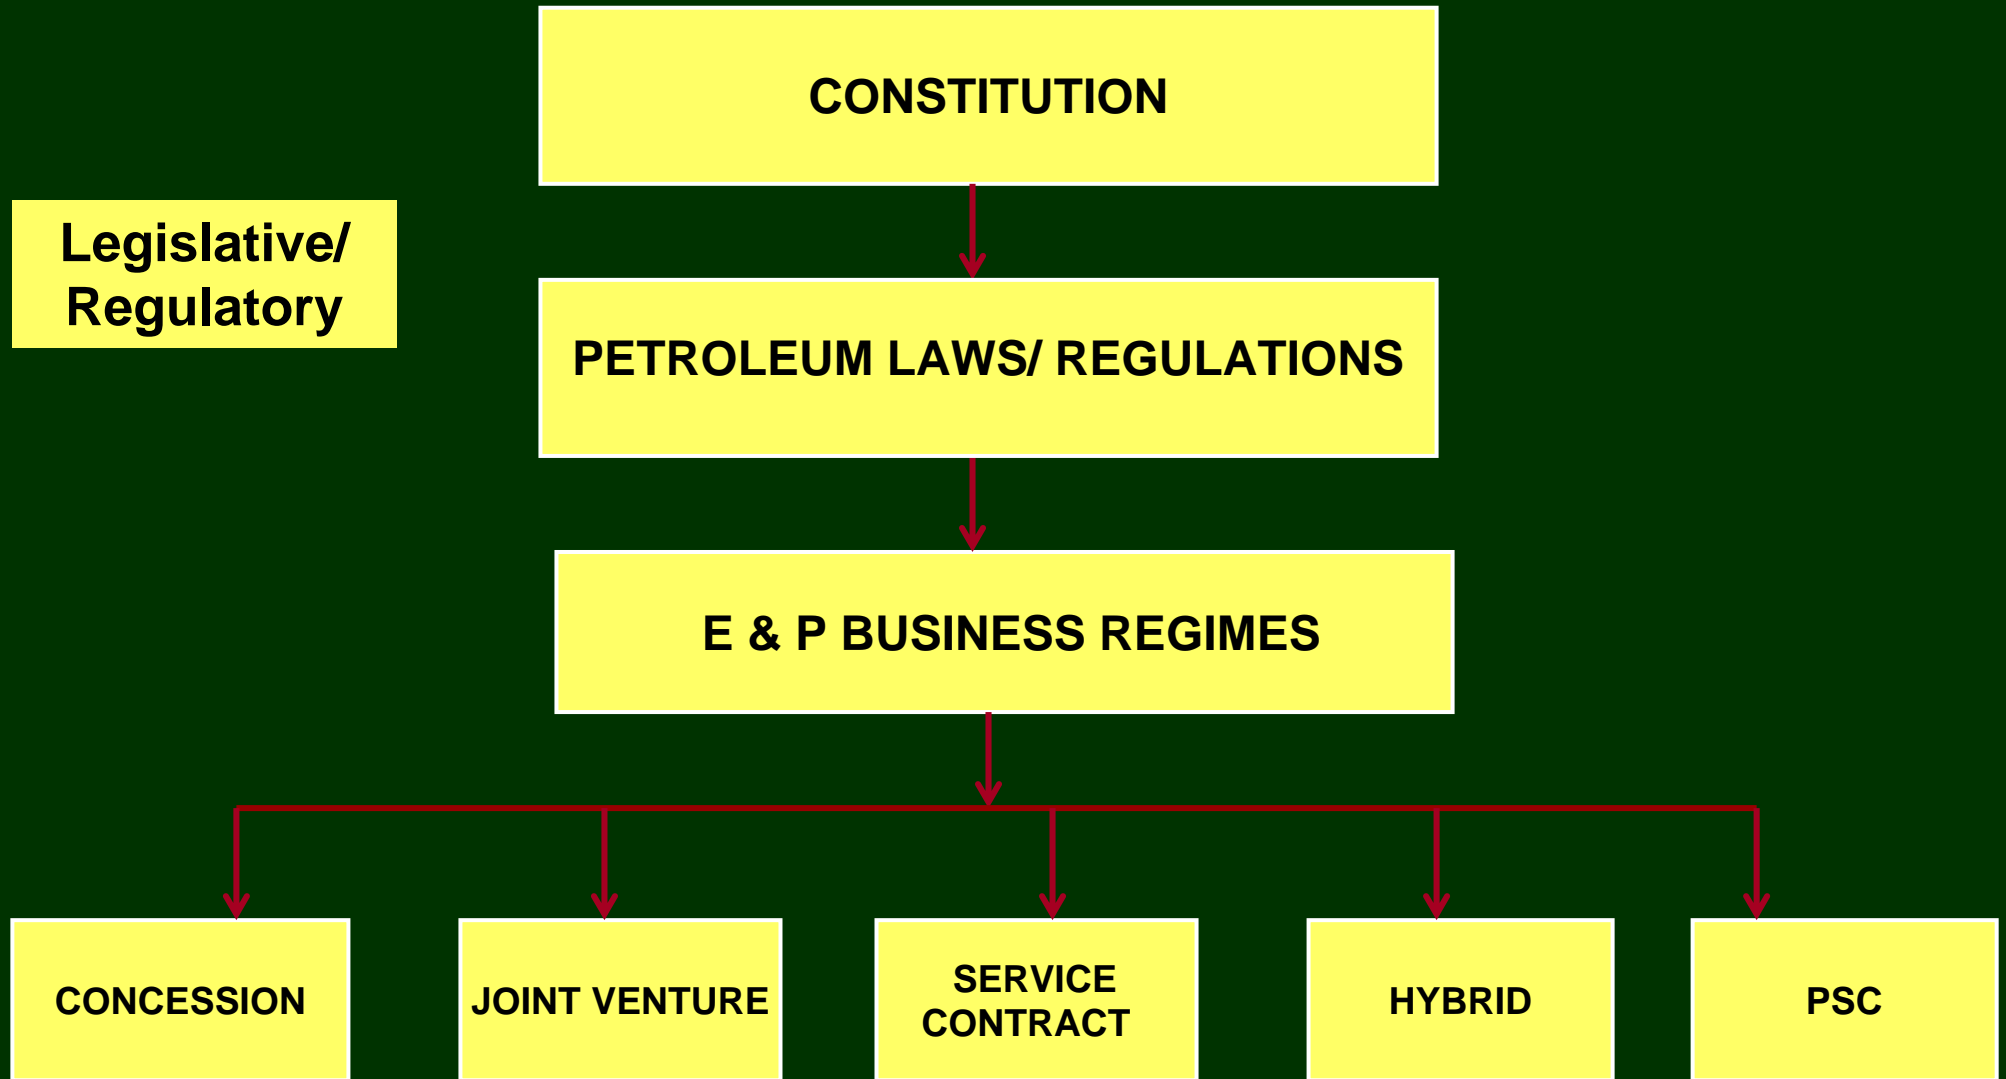 CONSTITUTION
Legislative/
Regulatory
PETROLEUM LAWS/ REGULATIONS
E & P BUSINESS REGIMES
CONCESSION
JOINT VENTURE
SERVICE
CONTRACT
HYBRID
PSC